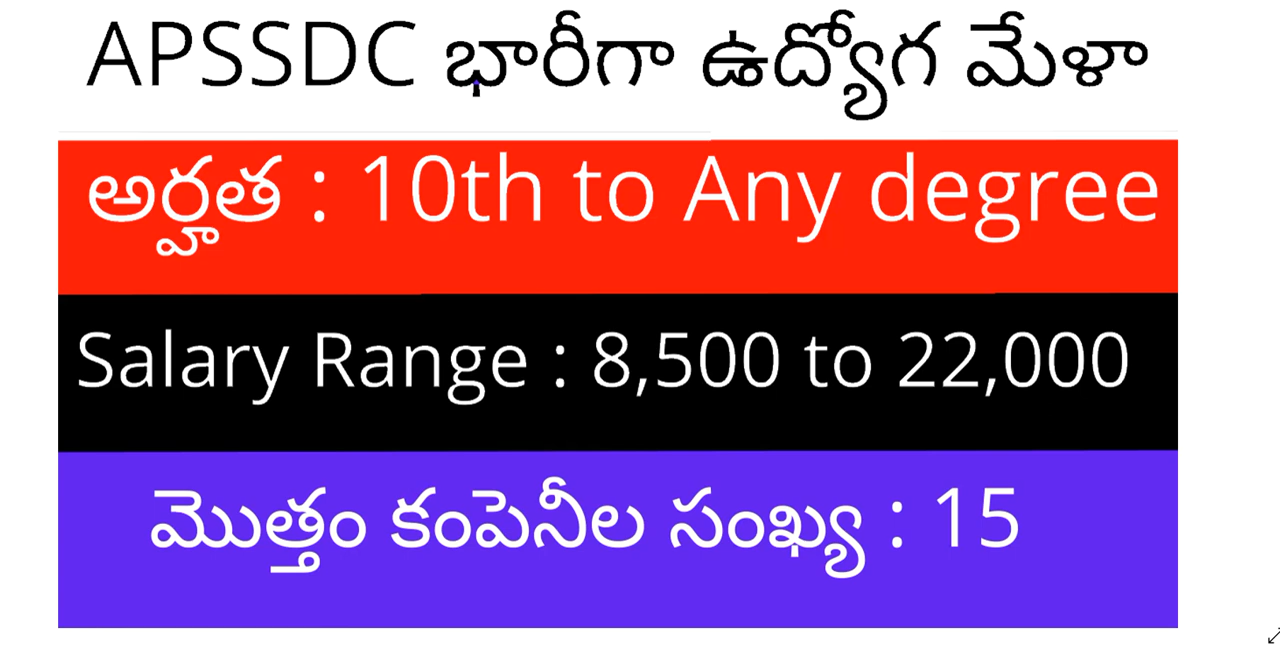 APSSDC భారీగా ఉద్యోగ మేళా
అర్హత : 10th to Any degree
Salary Range : 8,500 to 22,000
మొత్తం కంపెనీల సంఖ్య : 15